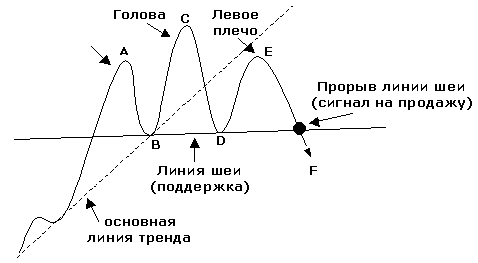 Голова
C
Левое
плечо
A
E
Прорыв линии шеи
(сигнал на продажу)
B
D
Линия шеи
(поддержка)
F
основная
линия тренда